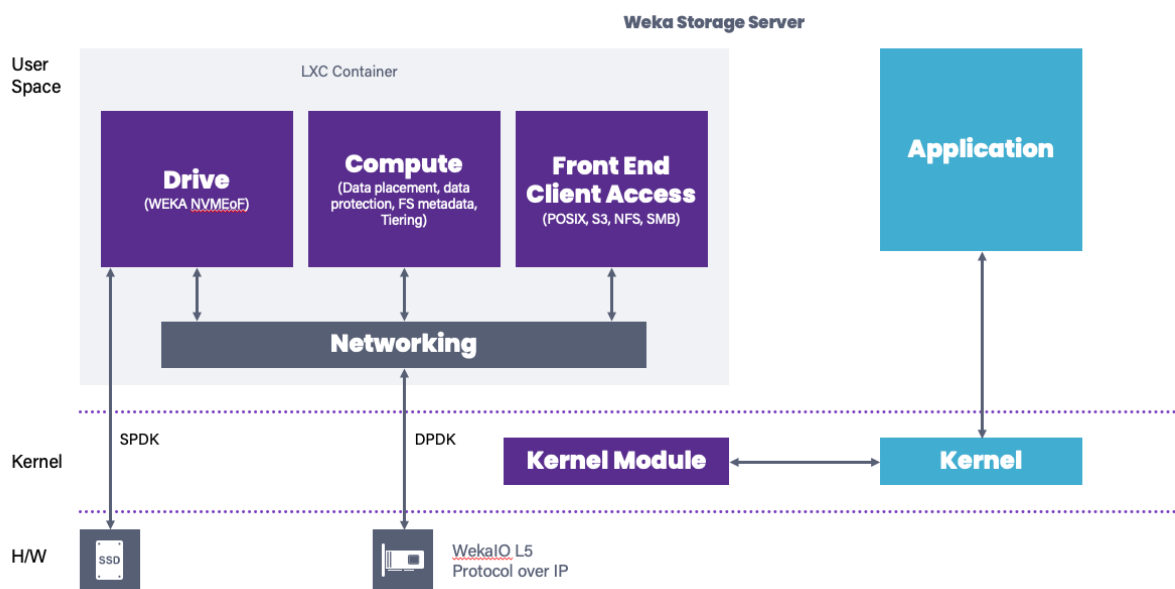 Weka Storage Server
User
Space
LXC Container
Drive
(WEKA NVMEoF)
Compute
(Data placement, data
protection, FS metadata,
Tiering)
Front End
Client Access
(POSIX, S3, NFS, SMB)
Application
Networking
SPDK
DPDK
Kernel
Kernel Module
Kernel
H/W
SSD
WekaIO L5
Protocol over IP